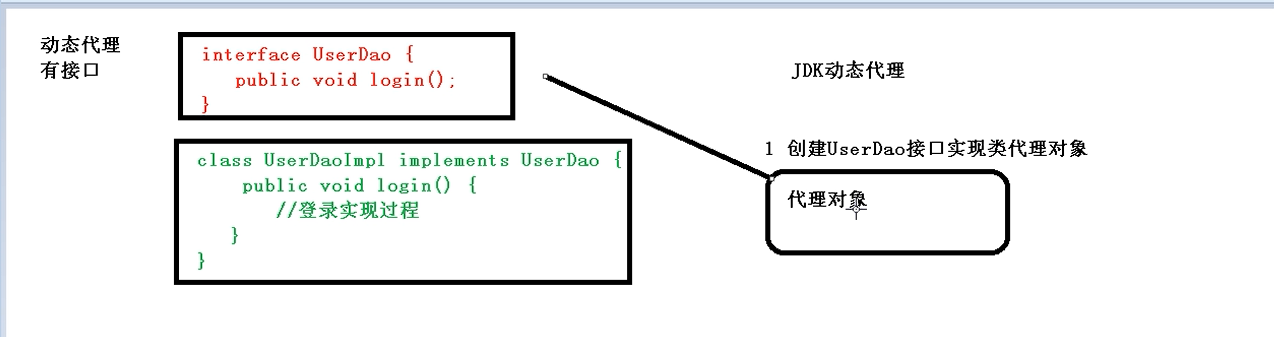 动态代理
有接口
interface UserDao {
public void login();
}
class UserDaoImpl implements UserDao {
public void login() {
//登录实现过程
}
}
JDK动态代理
1 创建UserDao接口实现类代理对象
代理对象